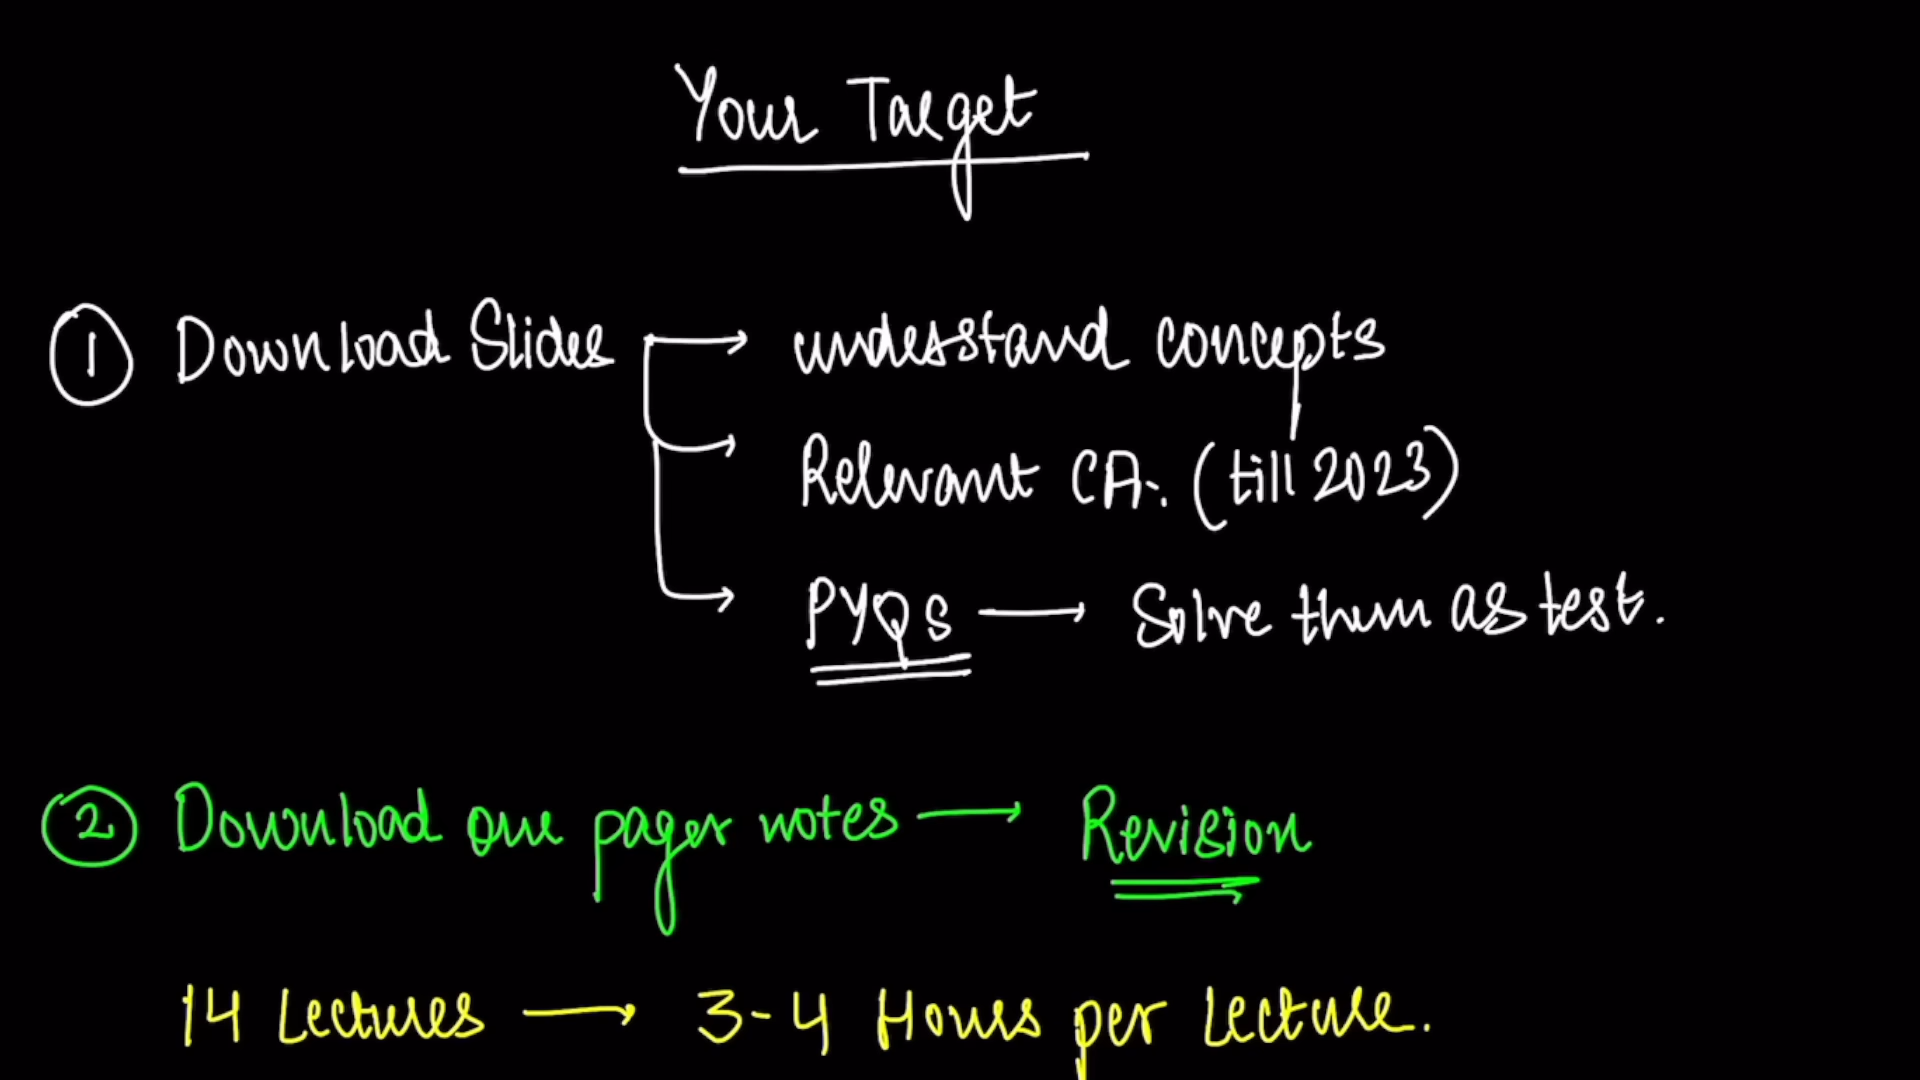 Your Target
① Download Slides → understand concepts
→ Relevant CA. (till 2023)
→ PYQs → Solve them as test.
② Download one pager notes → Revision
14 Lectures → 3-4 Hours per Lecture.